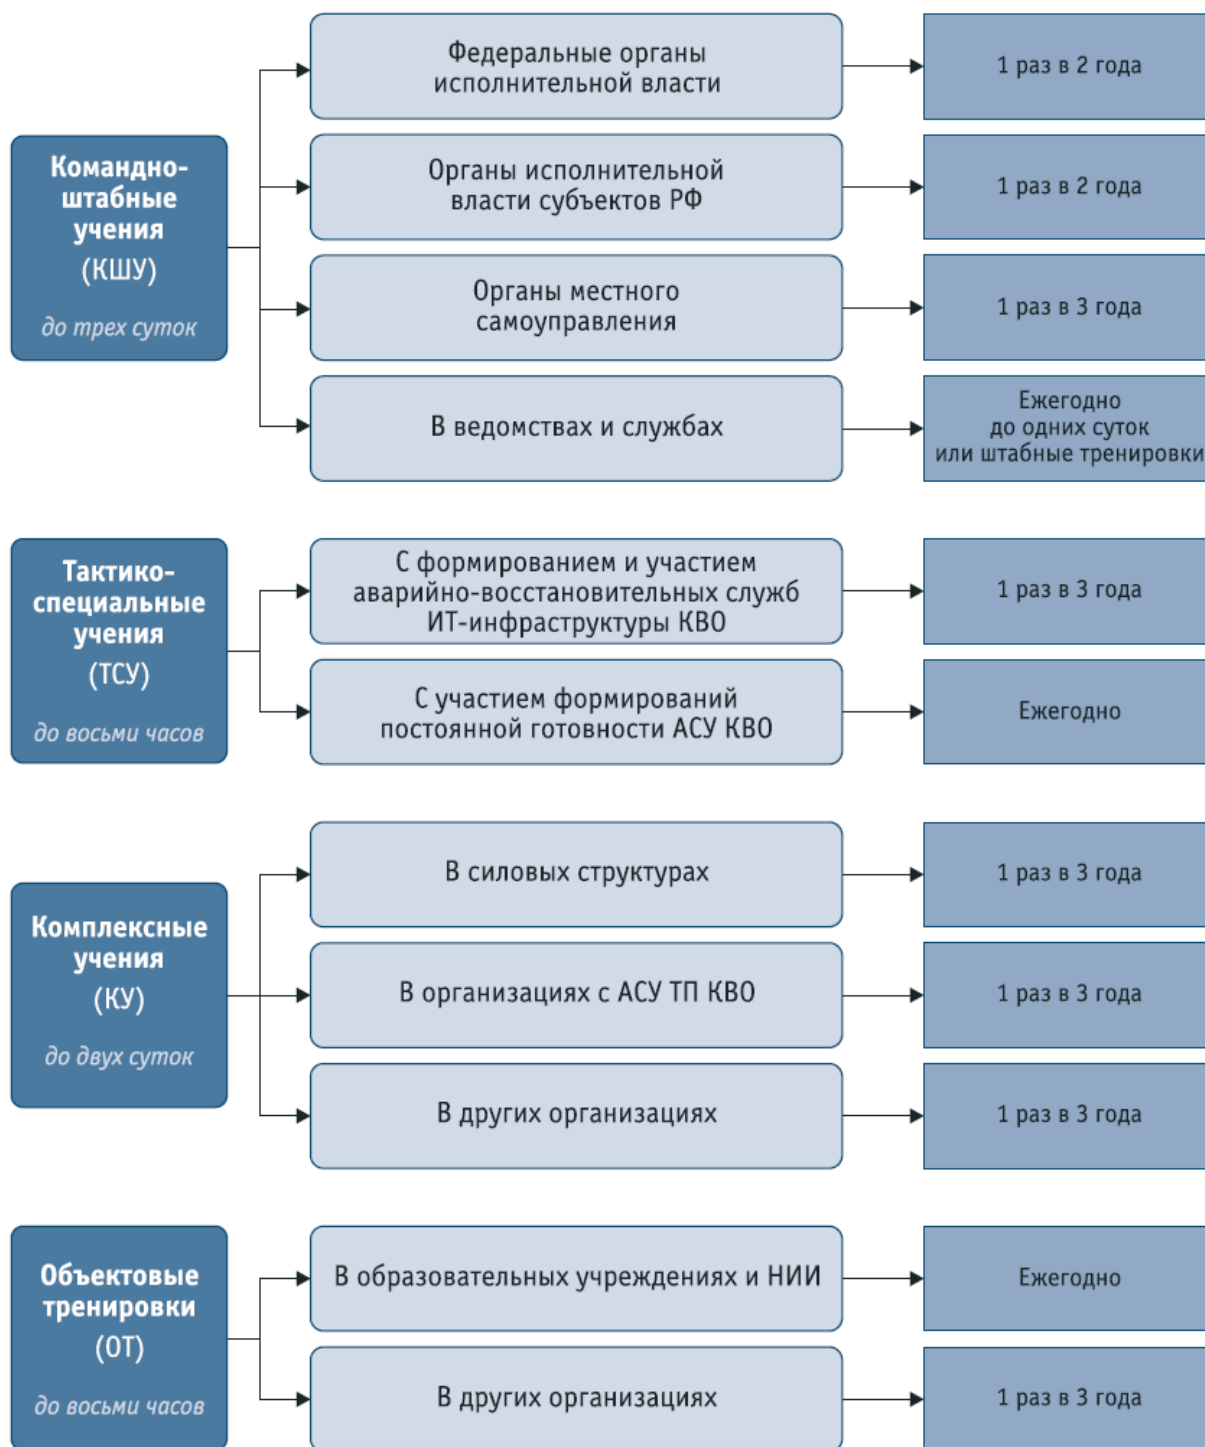 Командно-
штабные
учения
(КШУ)
до трех суток
Федеральные органы
исполнительной власти
1 раз в 2 года
Органы исполнительной
власти субъектов РФ
1 раз в 2 года
Органы местного
самоуправления
1 раз в 3 года
В ведомствах и службах
Ежегодно
до одних суток
или штабные тренировки
Тактико-
специальные
учения
(ТСУ)
до восьми часов
С формированием и участием
аварийно-восстановительных служб
ИТ-инфраструктуры КВО
1 раз в 3 года
С участием формирований
постоянной готовности АСУ КВО
Ежегодно
Комплексные
учения
(КУ)
до двух суток
В силовых структурах
1 раз в 3 года
В организациях с АСУ ТП КВО
1 раз в 3 года
В других организациях
1 раз в 3 года
Объектовые
тренировки
(ОТ)
до восьми часов
В образовательных учреждениях и НИИ
Ежегодно
В других организациях
1 раз в 3 года